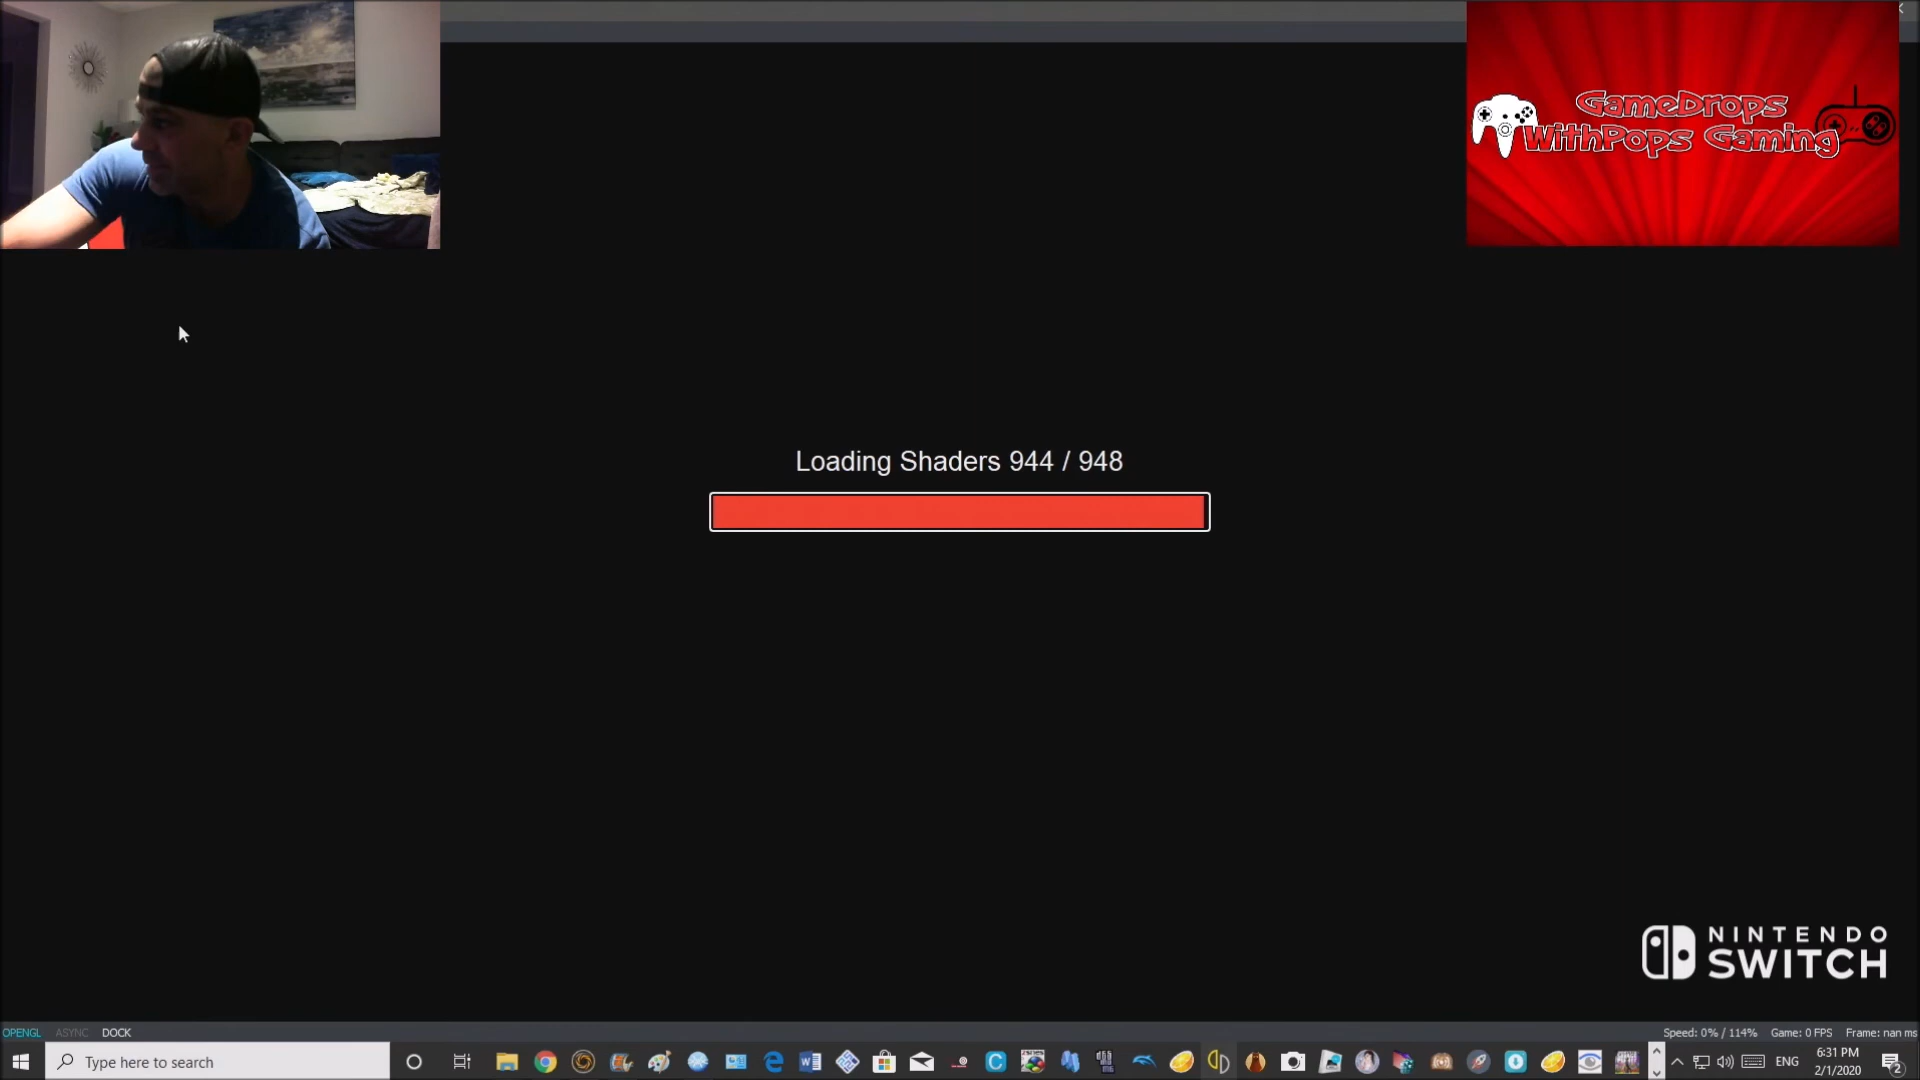 GameDrops
WithPops Gaming
Loading Shaders 944 / 948
NINTENDO
SWITCH
OPENGL ASYNC DOCK
Speed: 0% / 114% Game: 0 FPS Frame: nan ms
Type here to search
ENG
6:31 PM
2/1/2020
2